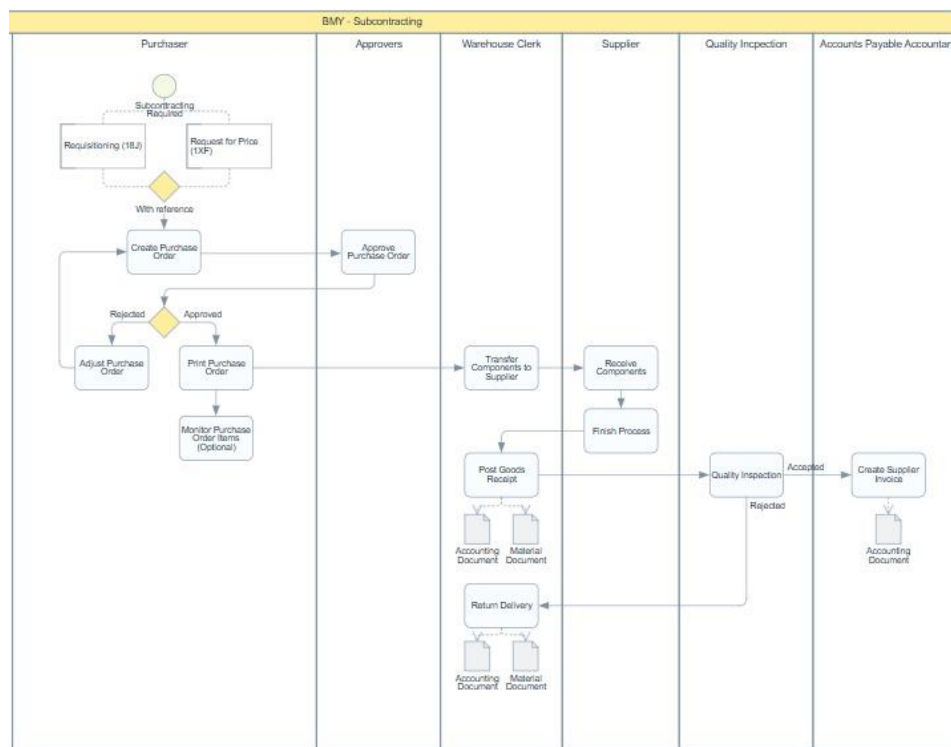 BMY - Subcontracting
Purchaser
Approvers
Warehouse Clerk
Supplier
Quality Incpection
Accounts Payable Accountar
Subcontracting
Required
Requisitioning (18J)
Request for Price
(1XF)
With reference
Create Purchase
Order
Approve
Purchase Order
Rejected
Approved
Adjust Purchase
Order
Print Purchase
Order
Transfer
Components to
Supplier
Receive
Components
Monitor Purchase
Order Items
(Optional)
Finish Process
Post Goods
Receipt
Quality Inspection
Accepted
Create Supplier
Invoice
Rejected
Accounting
Document
Material
Document
Accounting
Document
Return Delivery
Accounting
Document
Material
Document